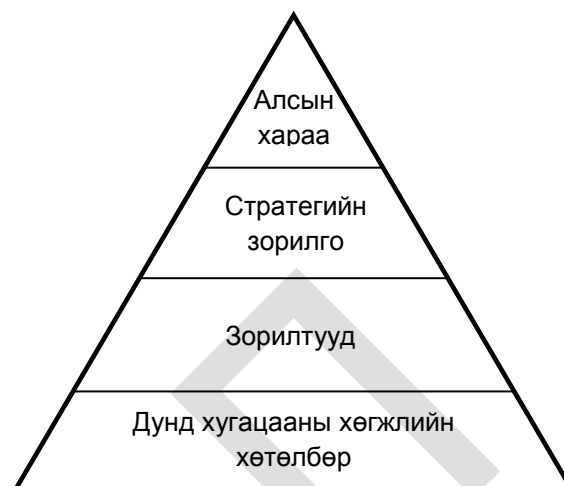 Алсын
хараа
Стратегийн
зорилго
Зорилтууд
Дунд хугацааны хөгжлийн
хөтөлбөр